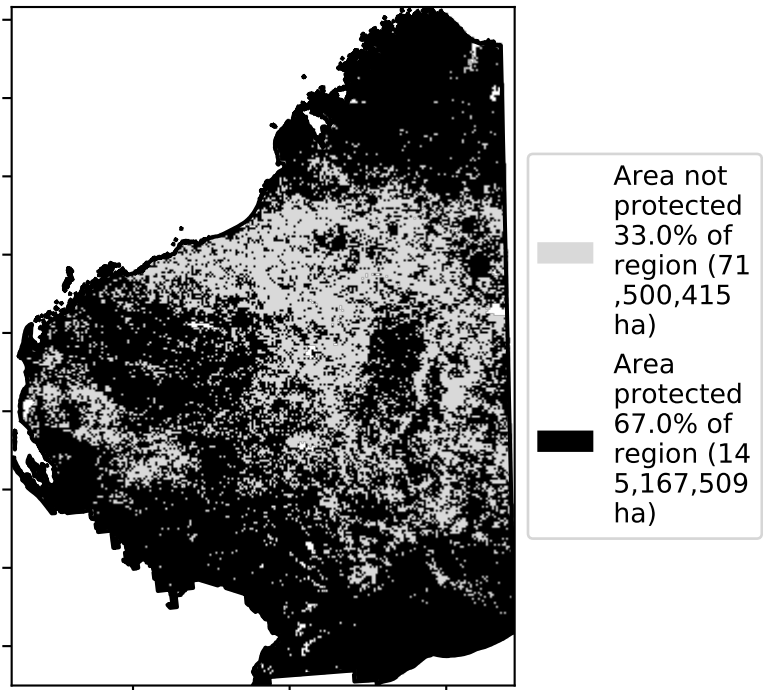 Area not
protected
33.0% of
region (71
,500,415
ha)
Area
protected
67.0% of
region (14
5,167,509
ha)